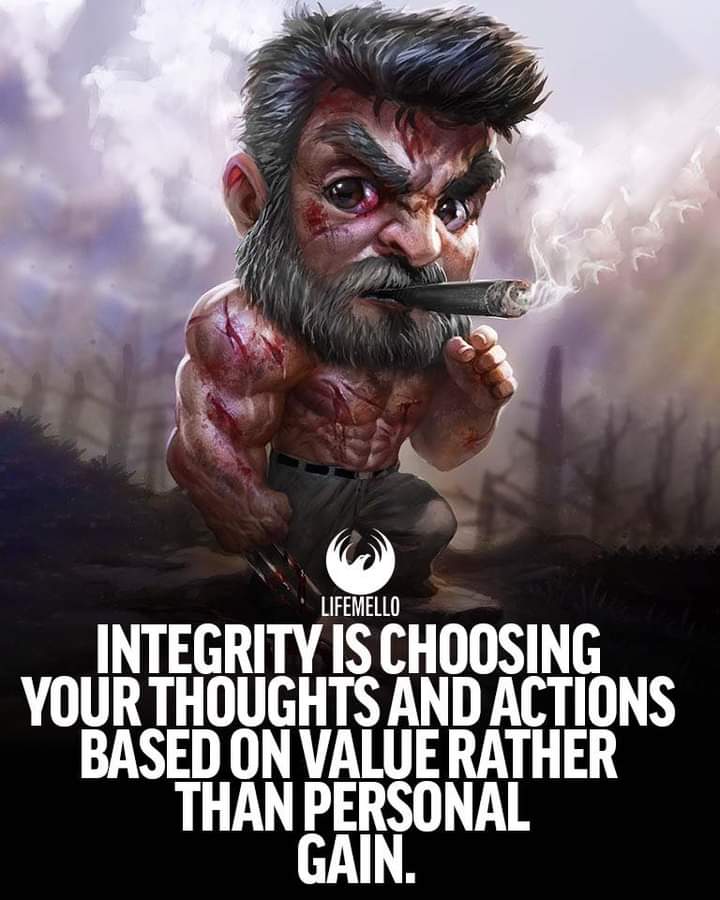 LIFEMELLO
INTEGRITY IS CHOOSING
YOUR THOUGHTS AND ACTIONS
BASED ON VALUE RATHER
THAN PERSONAL
GAIN.